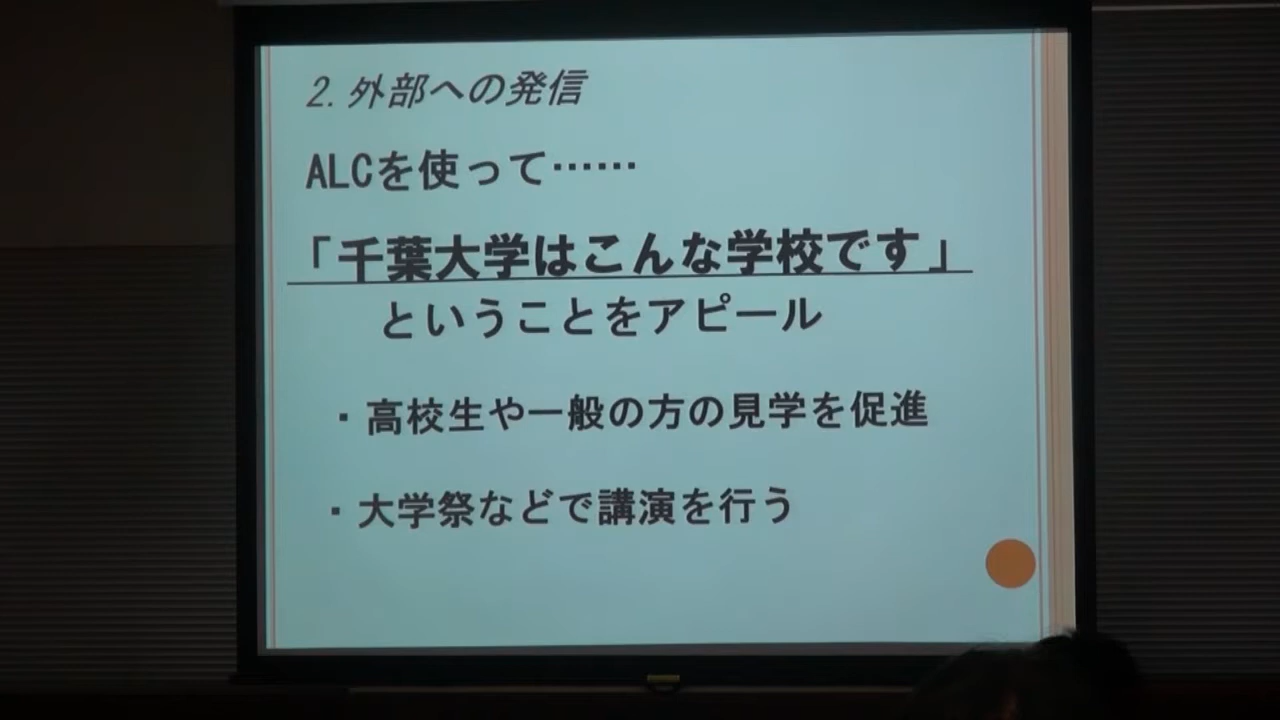 2.外部への発信
ALCを使って……
「千葉大学はこんな学校です」
ということをアピール
・高校生や一般の方の見学を促進
・大学祭などで講演を行う